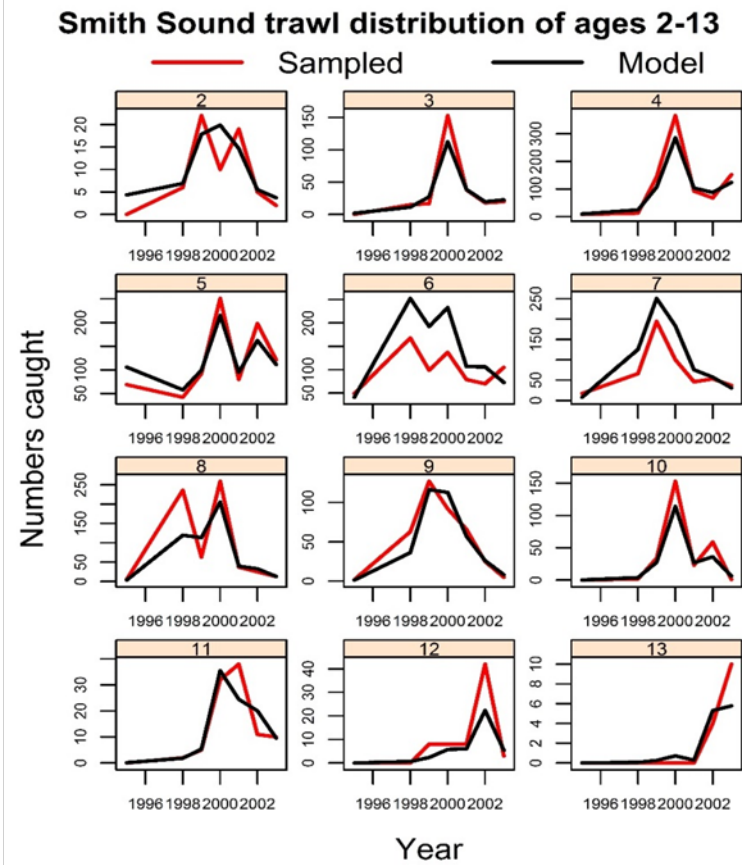 Smith Sound trawl distribution of ages 2-13
Sampled Model
2 3 4
0 5 10 15 20
0 50 100 150
0 100 200 300
1996 1998 2000 2002 1996 1998 2000 2002 1996 1998 2000 2002
5 6 7
50 100 200
50 100 200
0 50 150 250
1996 1998 2000 2002 1996 1998 2000 2002 1996 1998 2000 2002
8 9 10
0 50 150 250
0 50 100
0 50 100 150
1996 1998 2000 2002 1996 1998 2000 2002 1996 1998 2000 2002
11 12 13
0 10 20 30
0 10 20 30 40
0 2 4 6 8 10
1996 1998 2000 2002 1996 1998 2000 2002 1996 1998 2000 2002
Numbers caught
Year